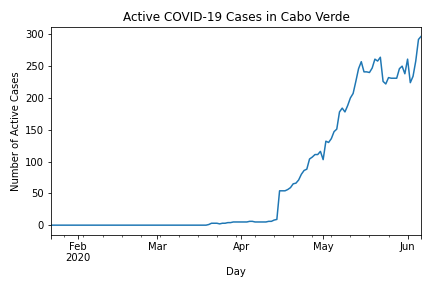 Active COVID-19 Cases in Cabo Verde
300
250
200
150
100
50
0
Number of Active Cases
Feb
2020
Mar
Apr
May
Jun
Day